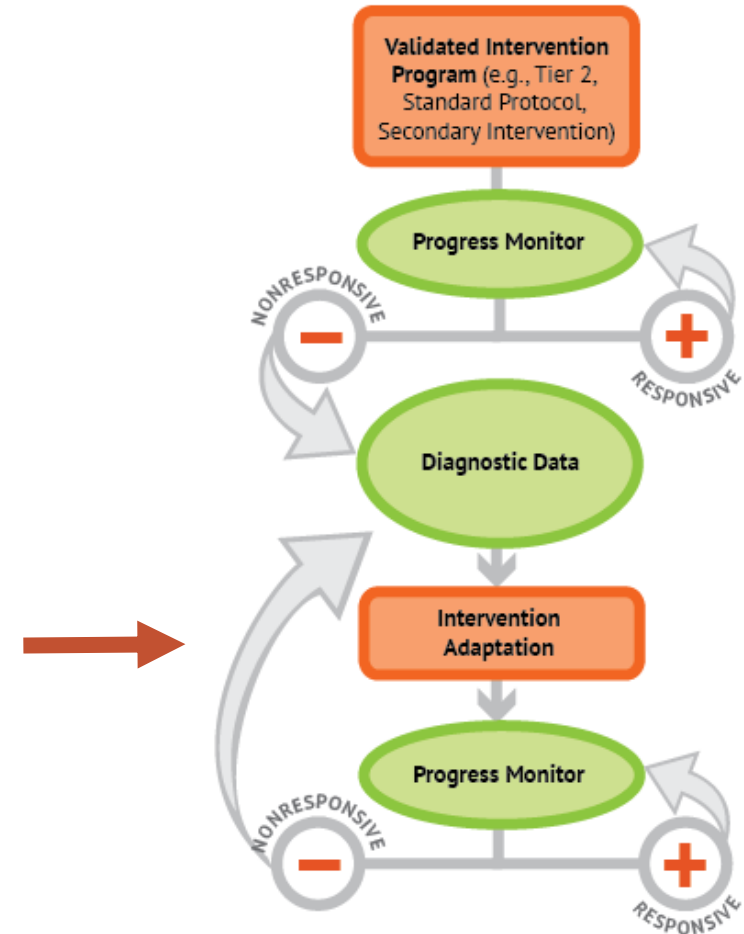 Validated Intervention
Program (e.g., Tier 2,
Standard Protocol,
Secondary Intervention)
Progress Monitor
NONRESPONSIVE
RESPONSIVE
Diagnostic Data
Intervention
Adaptation
Progress Monitor
NONRESPONSIVE
RESPONSIVE